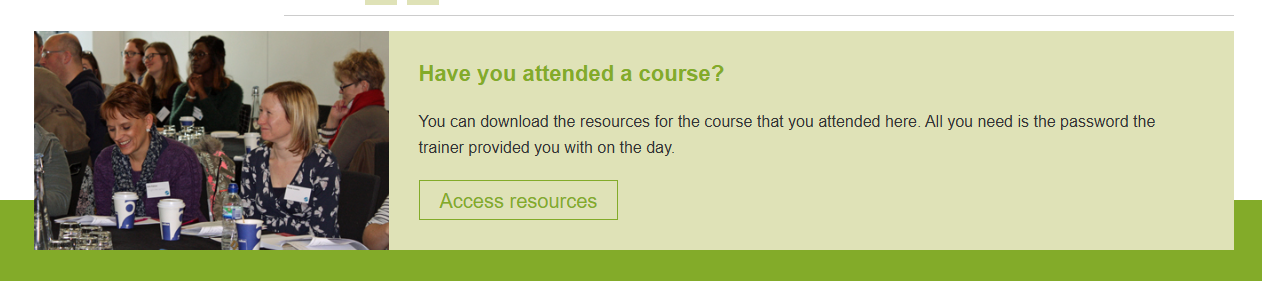 Have you attended a course?
You can download the resources for the course that you attended here. All you need is the password the
trainer provided you with on the day.
Access resources